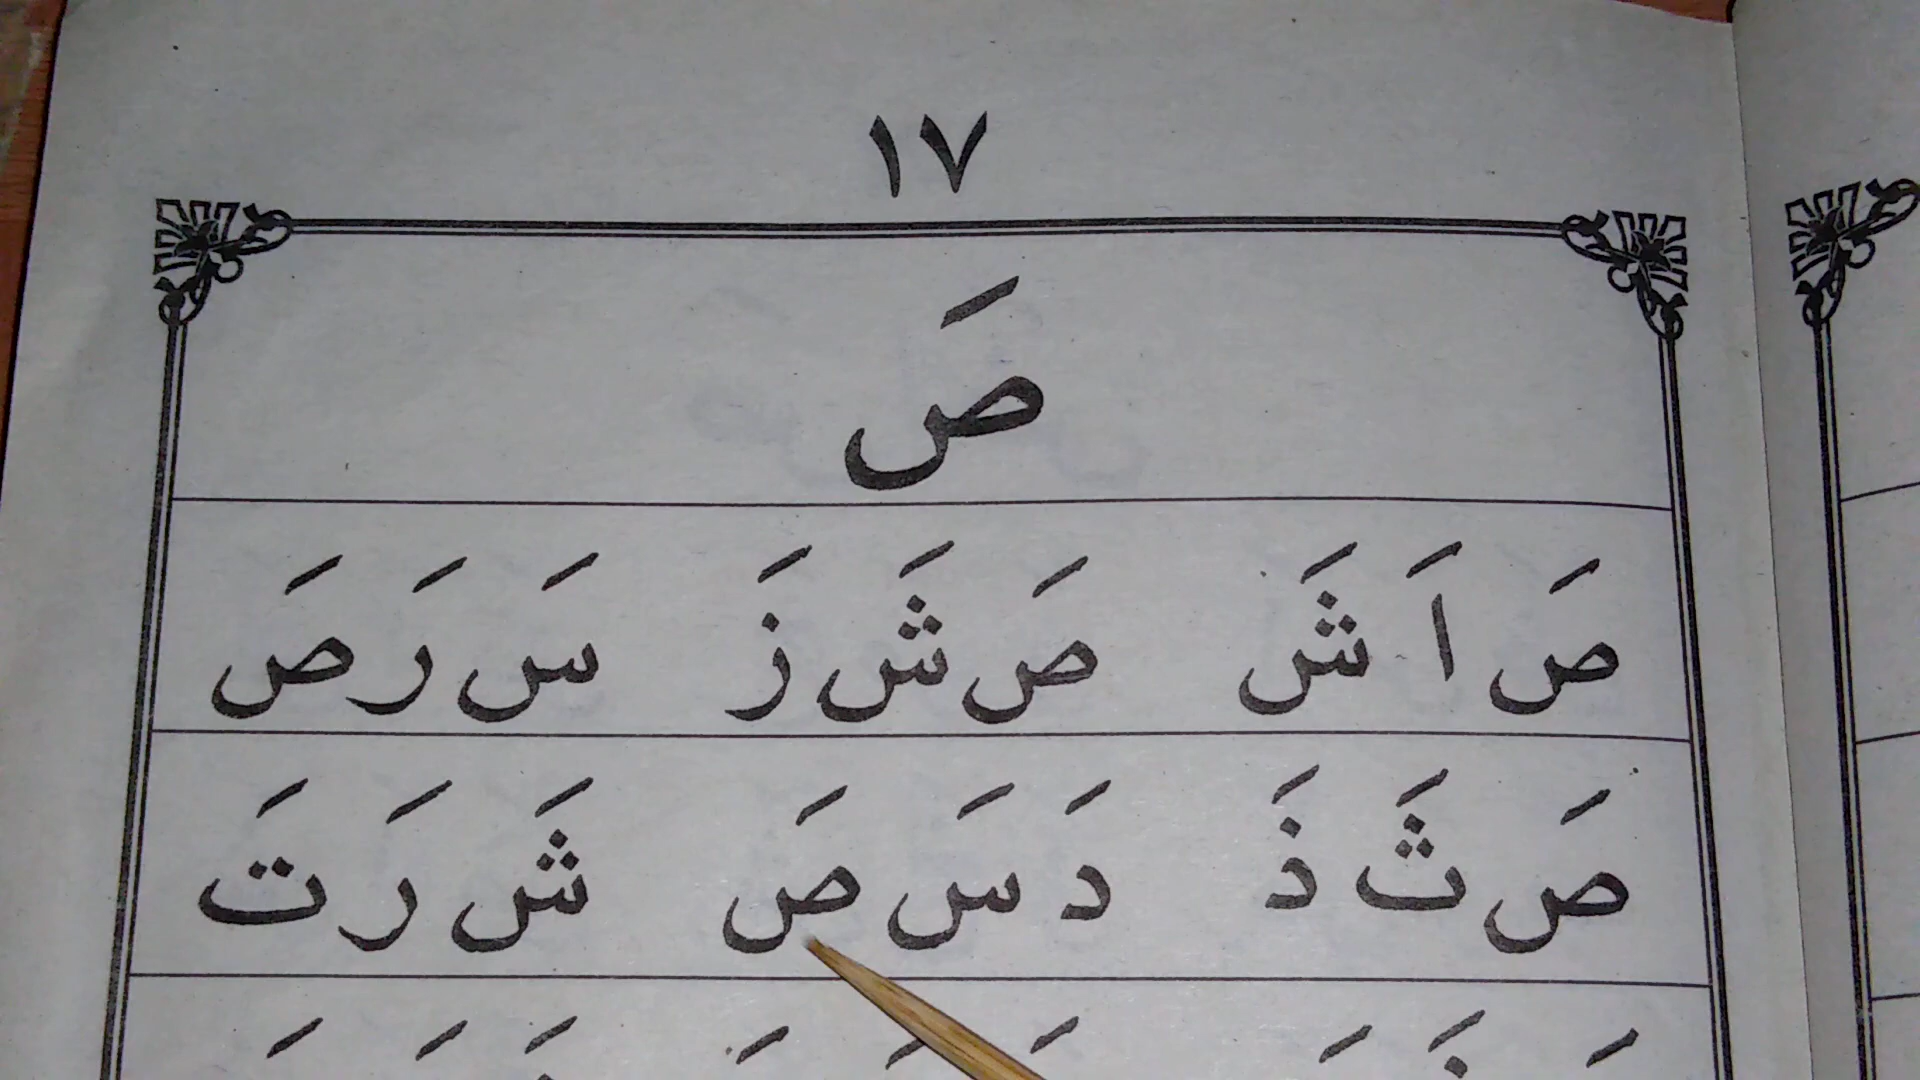 ١٧
صَ
صَ اَ شَ صَ شَ زَ سَ رَ صَ
صَ ثَ ذَ دَ سَ صَ شَ رَ تَ